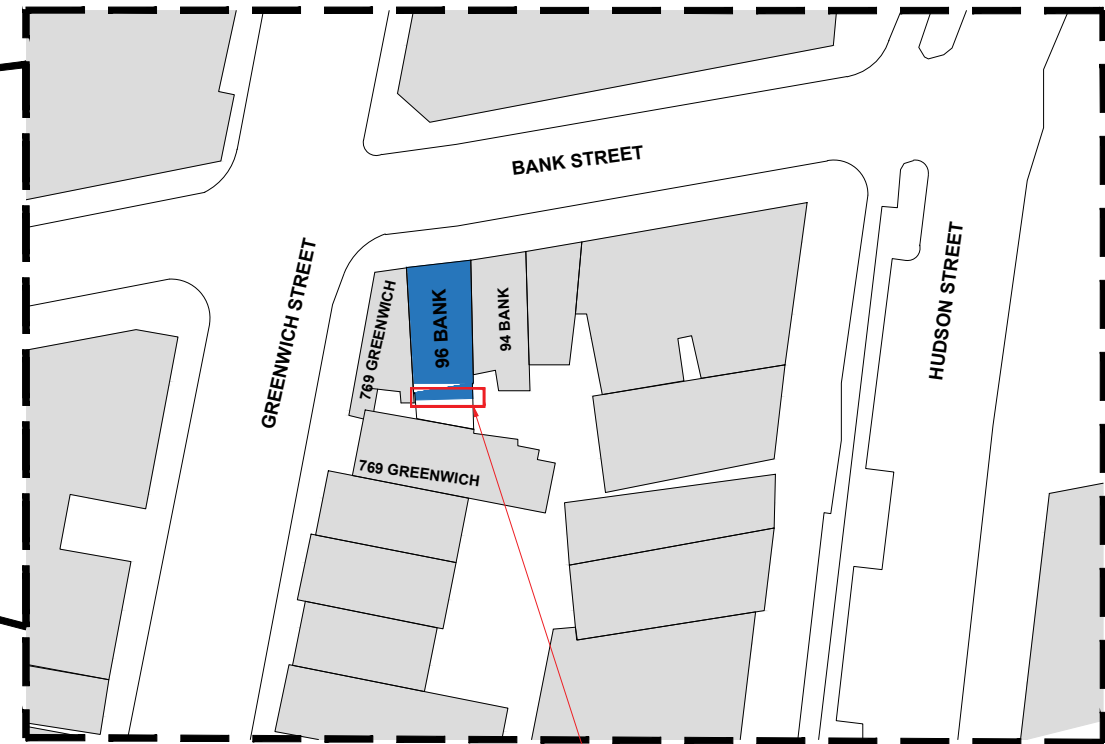 BANK STREET
GREENWICH STREET
HUDSON STREET
769 GREENWICH
96 BANK
94 BANK
769 GREENWICH